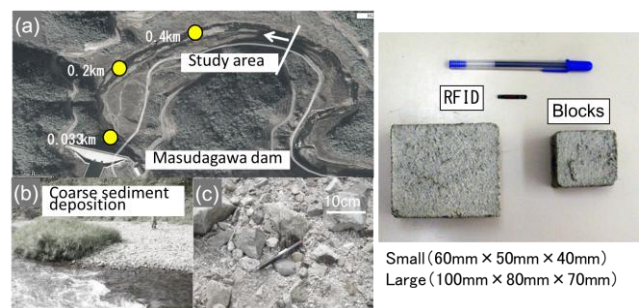 (a)
0.4km
0.2km
Study area
0.033km
Masudagawa dam
(b)
Coarse sediment
deposition
(c)
10cm
RFID
Blocks
Small(60mm×50mm×40mm)
Large(100mm×80mm×70mm)